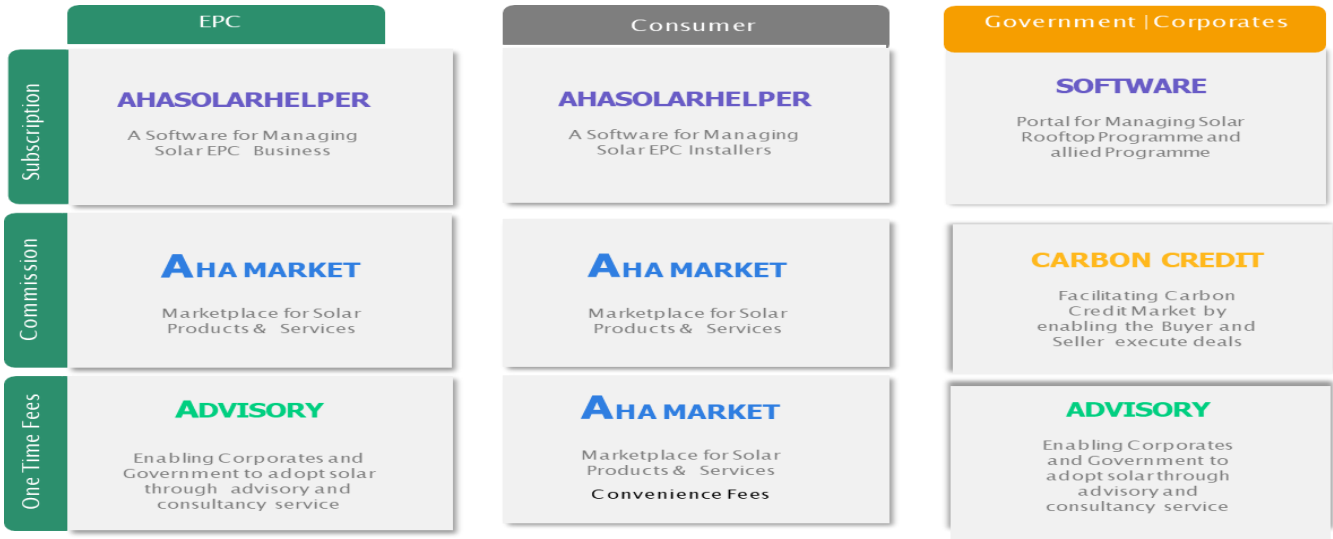 EPC
Consumer
Government | Corporates
Subscription
AHASOLARHELPER
A Software for Managing
Solar EPC Business
AHASOLARHELPER
A Software for Managing
Solar EPC Installers
SOFTWARE
Portal for Managing Solar
Rooftop Programme and
allied Programme
Commission
AHA MARKET
Marketplace for Solar
Products & Services
AHA MARKET
Marketplace for Solar
Products & Services
CARBON CREDIT
Facilitating Carbon
Credit Market by
enabling the Buyer and
Seller execute deals
One Time Fees
ADVISORY
Enabling Corporates and
Government to adopt solar
through advisory and
consultancy service
AHA MARKET
Marketplace for Solar
Products & Services
Convenience Fees
ADVISORY
Enabling Corporates
and Government to
adopt solar through
advisory and
consultancy service